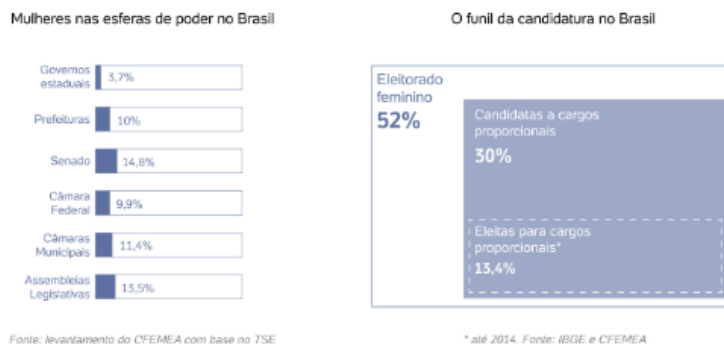 Mulheres nas esferas de poder no Brasil
Governos
estaduais
3,7%
Prefeituras
10%
Senado
14,8%
Câmara
Federal
9,9%
Câmaras
Municipais
11,4%
Assembleias
Legislativas
13,5%
Fonte: levantamento do CFEMEA com base no TSE
O funil da candidatura no Brasil
Eleitorado
feminino
52%
Candidatas a cargos
proporcionais
30%
Eleitas para cargos
proporcionais*
13,4%
* até 2014. Fonte: IBGE e CFEMEA